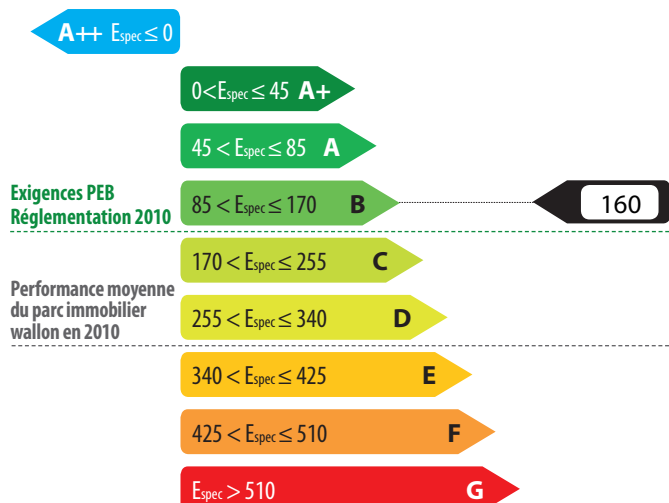 A++ Espec ≤ 0
0<Espec ≤ 45 A+
45 < Espec ≤ 85 A
Exigences PEB
Réglementation 2010
85 < Espec ≤ 170 B
160
170 < Espec ≤ 255 C
Performance moyenne
du parc immobilier
wallon en 2010
255 < Espec ≤ 340 D
340 < Espec ≤ 425 E
425 < Espec ≤ 510 F
Espec > 510 G